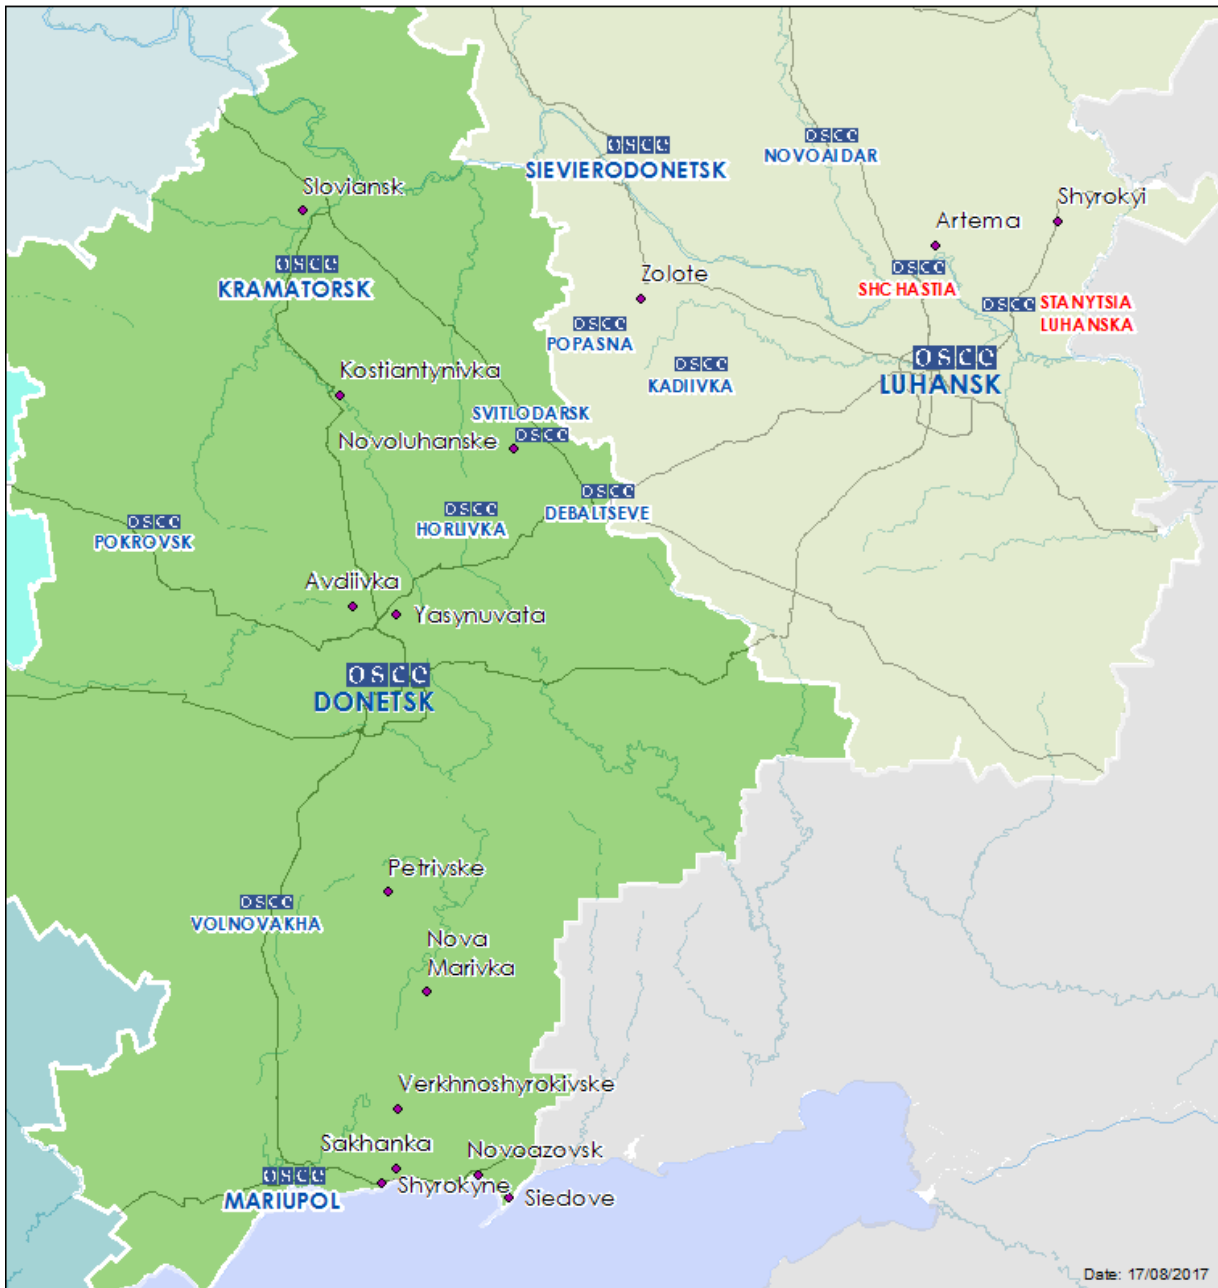 OSCE
SIEVIERODONETSK
OSCE
NOVOAIDAR
Sloviansk
Shyrokyi
Artema
OSCE
KRAMATORSK
Zolote
OSCE
SHCHASTIA
OSCE
STANYTSIA
LUHANSKA
OSCE
POPASNA
OSCE
KADIIVKA
OSCE
LUHANSK
Kostiantynivka
SVITLODARSK
OSCE
Novoluhanske
OSCE
DEBALTSEVE
OSCE
HORLIVKA
OSCE
POKROVSK
Avdiivka
Yasynuvata
OSCE
DONETSK
Petrivske
OSCE
VOLNOVAKHA
Nova
Marivka
Verkhnoshyrokivske
Sakhanka
Novoazovsk
OSCE
MARIUPOL
Shyrokyne
Siedove
Date: 17/08/2017